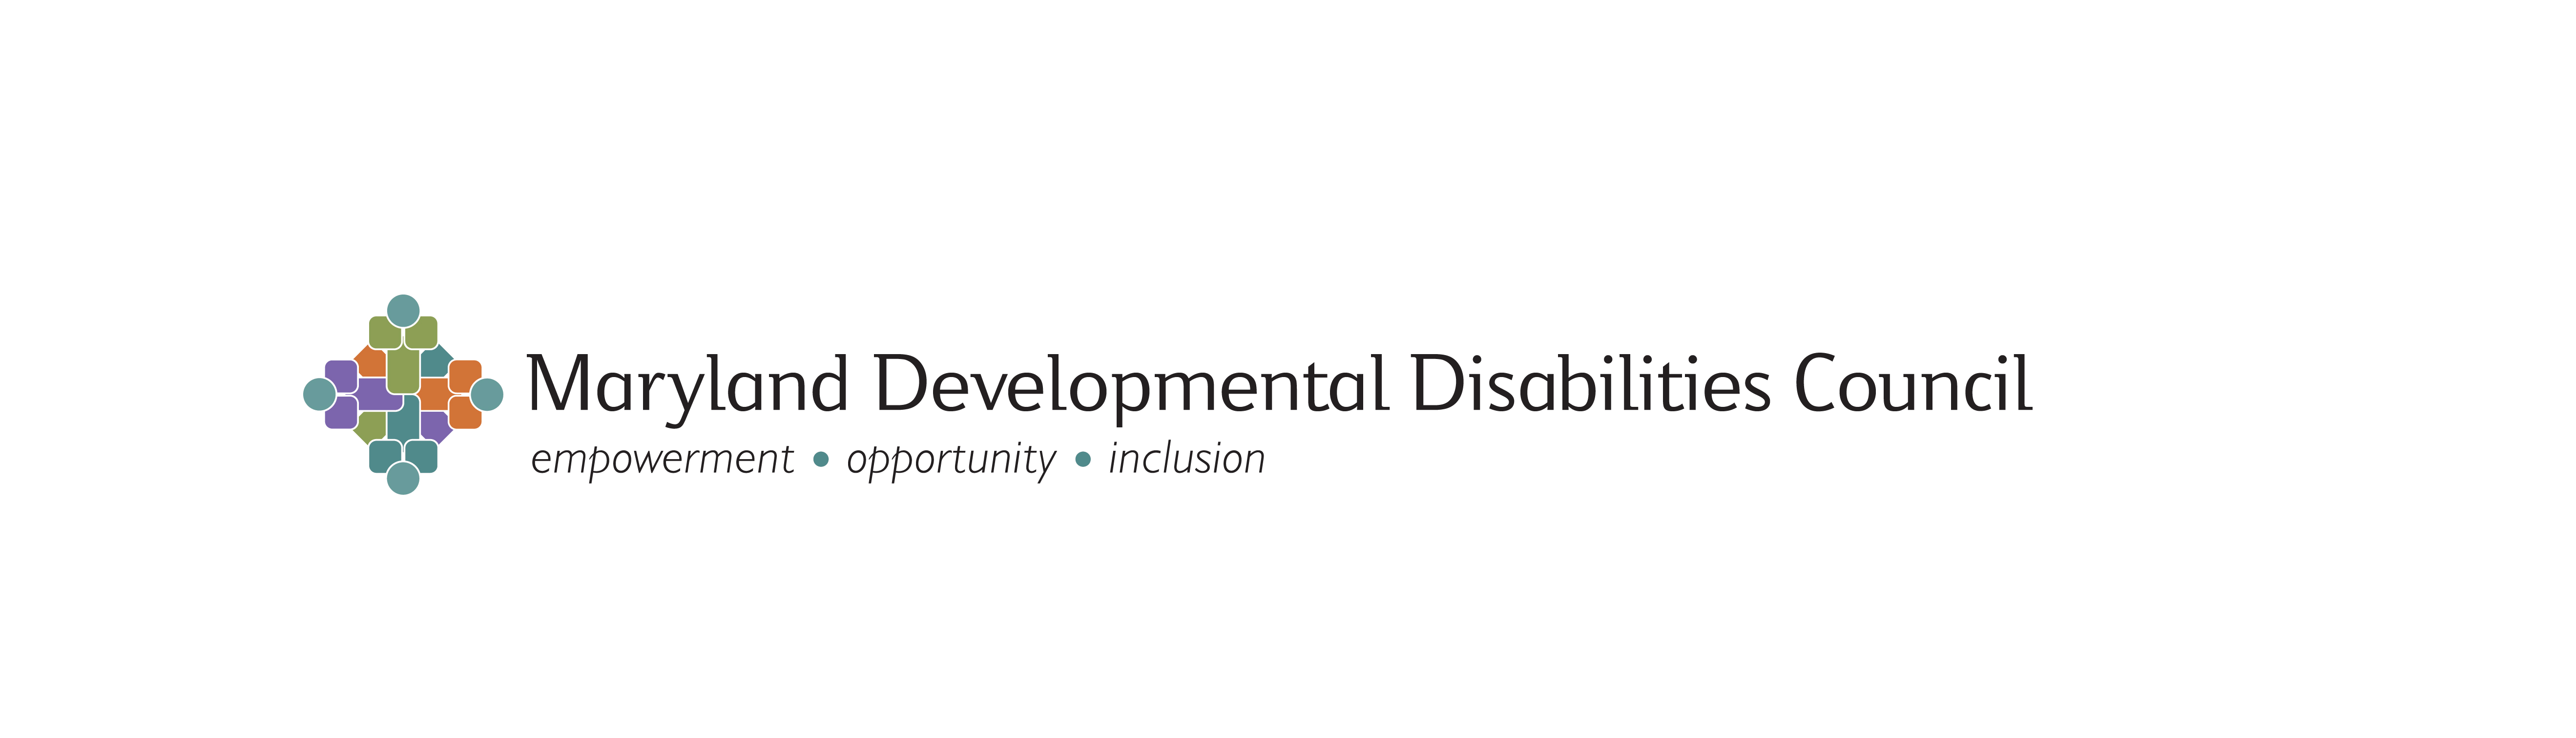 Maryland Developmental Disabilities Council
empowerment • opportunity • inclusion